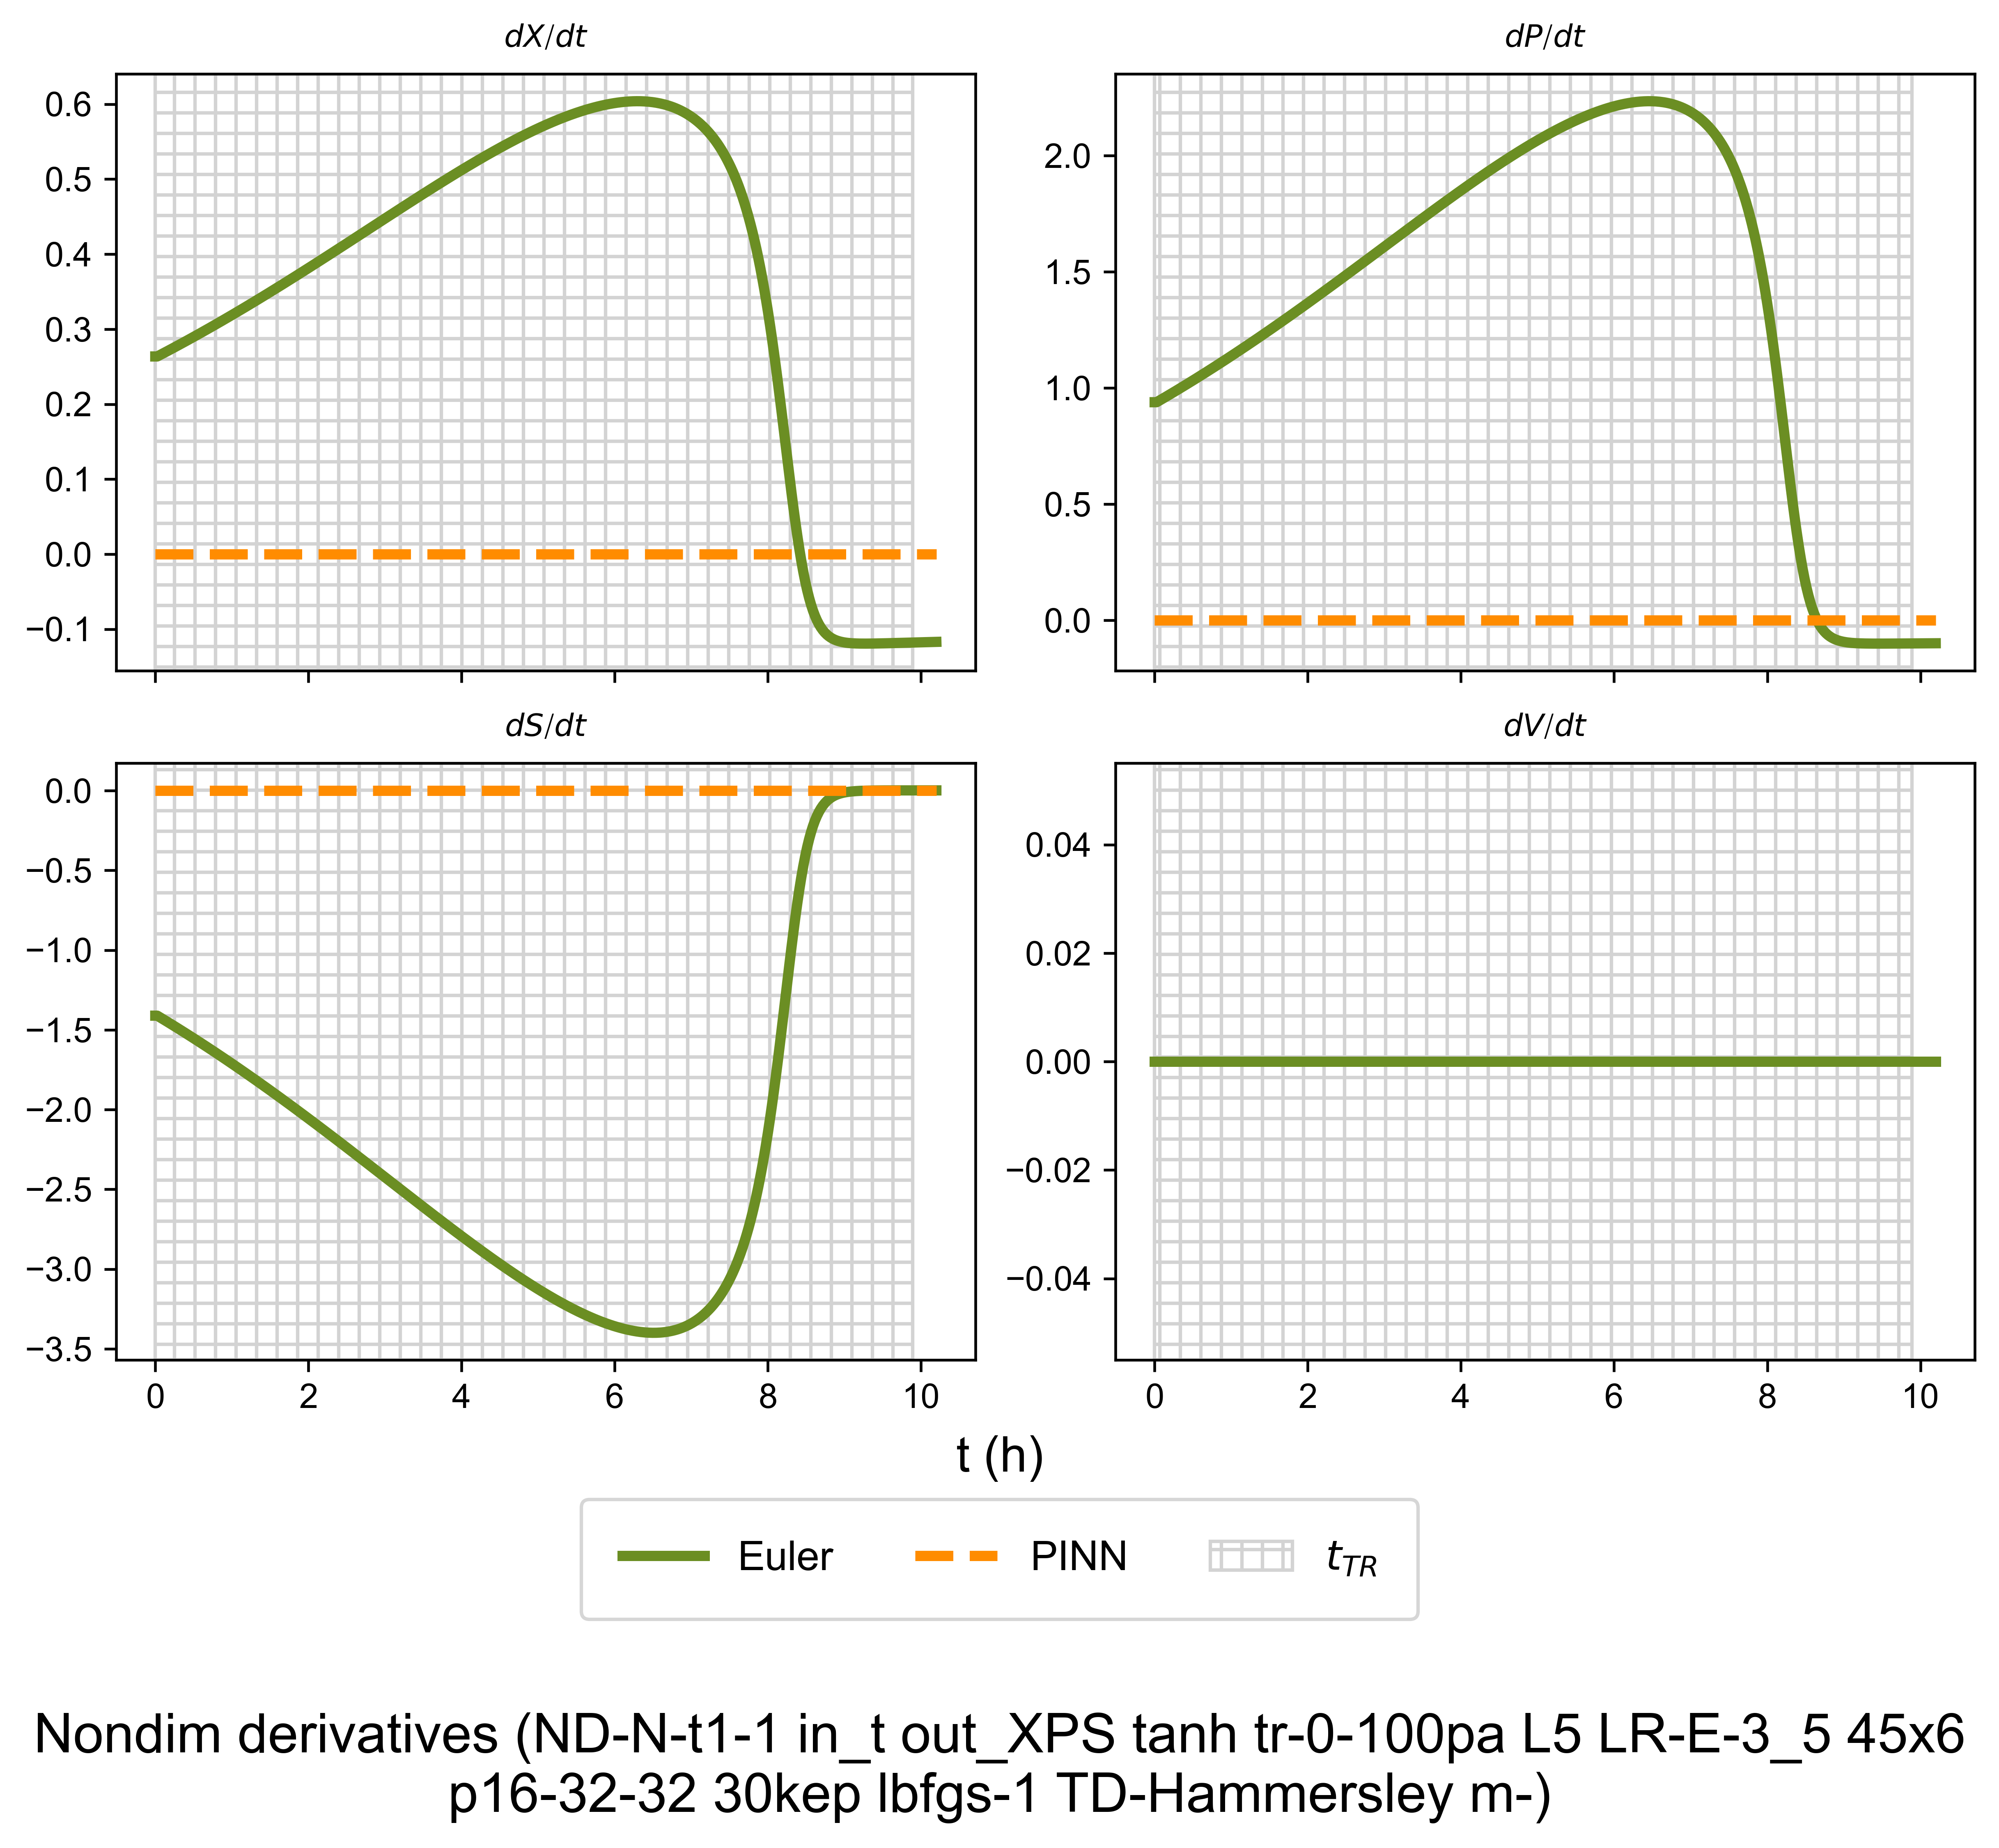 dX/dt
dP/dt
0.6
0.5
0.4
0.3
0.2
0.1
0.0
−0.1
2.0
1.5
1.0
0.5
0.0
dS/dt
dV/dt
0.0
−0.5
−1.0
−1.5
−2.0
−2.5
−3.0
−3.5
0 2 4 6 8 10
0.04
0.02
0.00
−0.02
−0.04
0 2 4 6 8 10
t (h)
Euler PINN t_TR
Nondim derivatives (ND-N-t1-1 in_t out_XPS tanh tr-0-100pa L5 LR-E-3_5 45x6
p16-32-32 30kep lbfgs-1 TD-Hammersley m-)